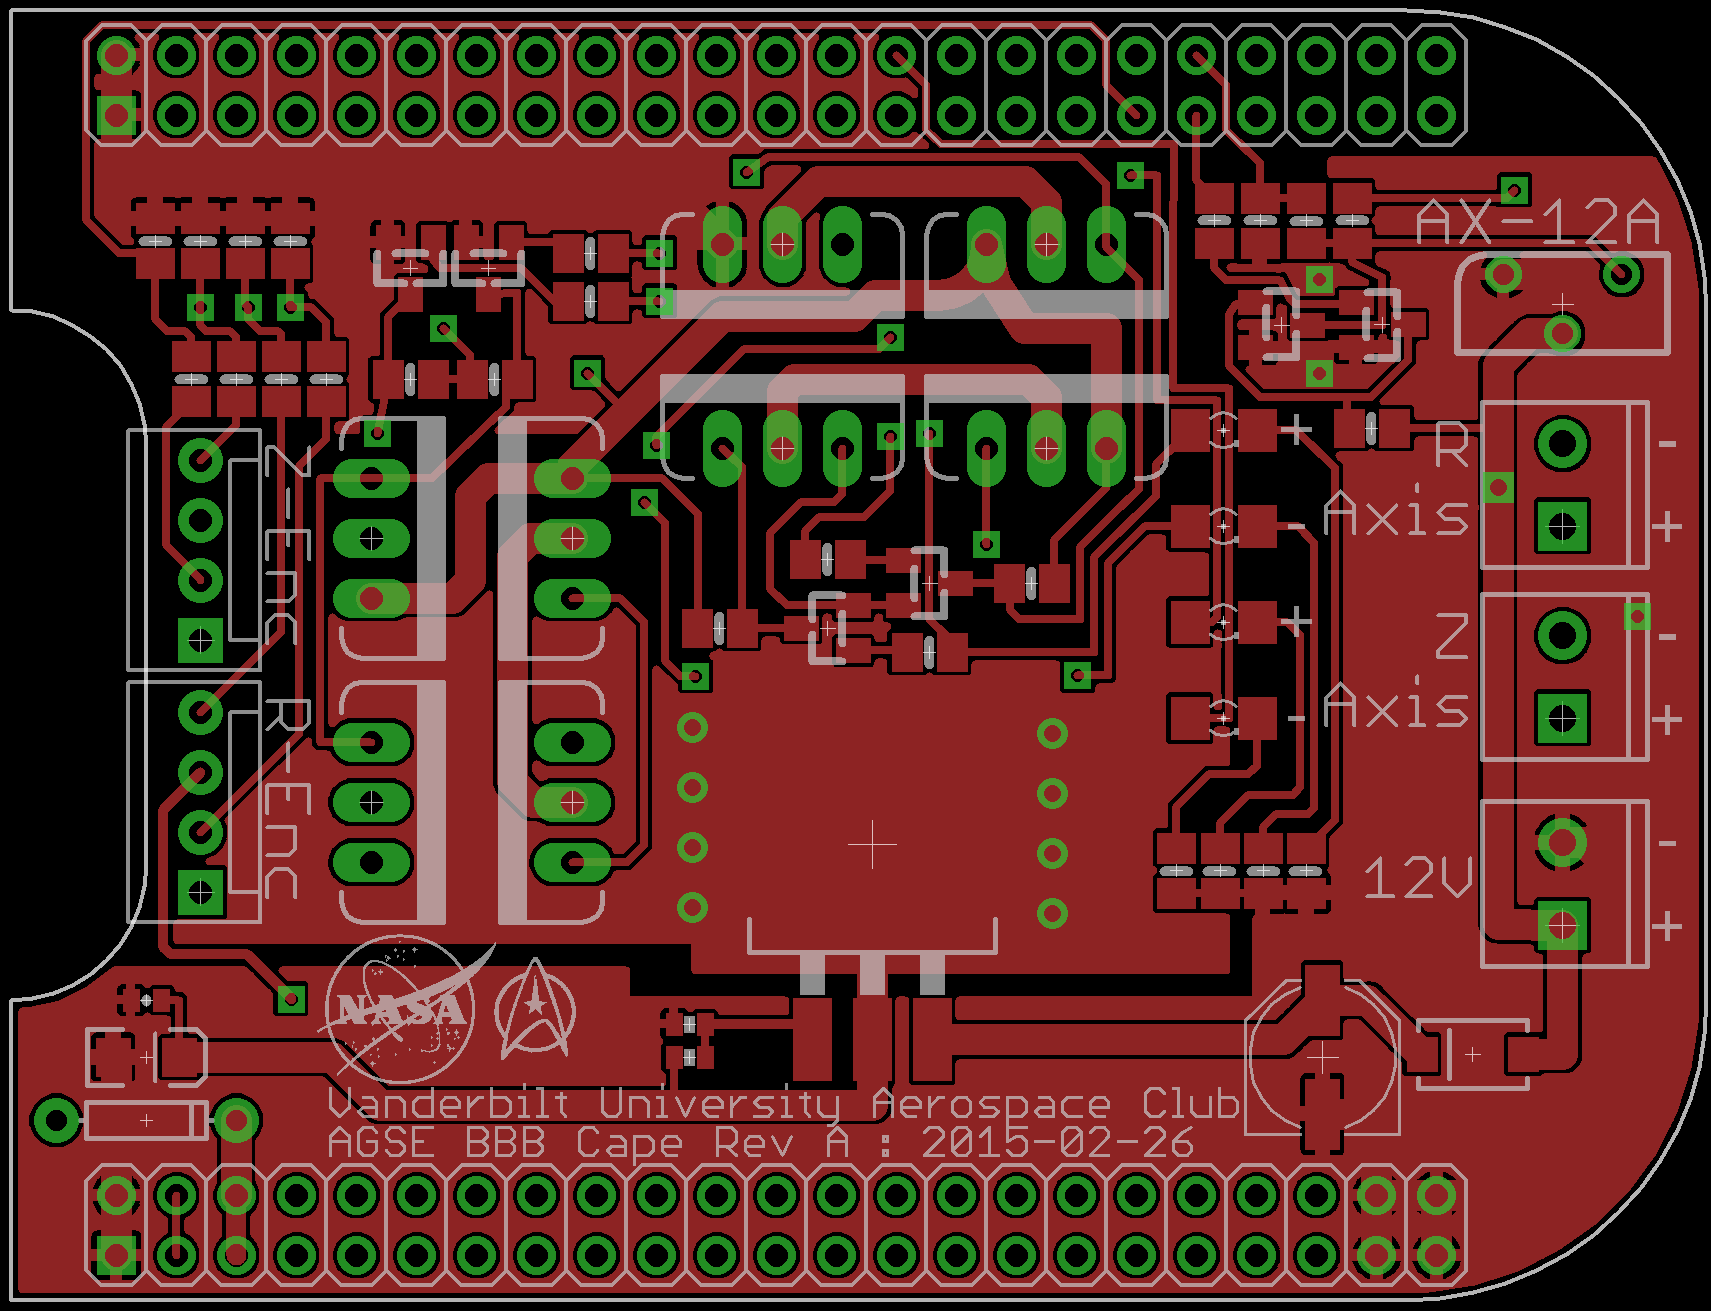 AX-12A
R
Axis
-
+
Z
Axis
-
+
12V
-
+
+
-
+
-
Z-Enc
R-Enc
NASA
Vanderbilt University Aerospace Club
AGSE BBB Cape Rev A : 2015-02-26